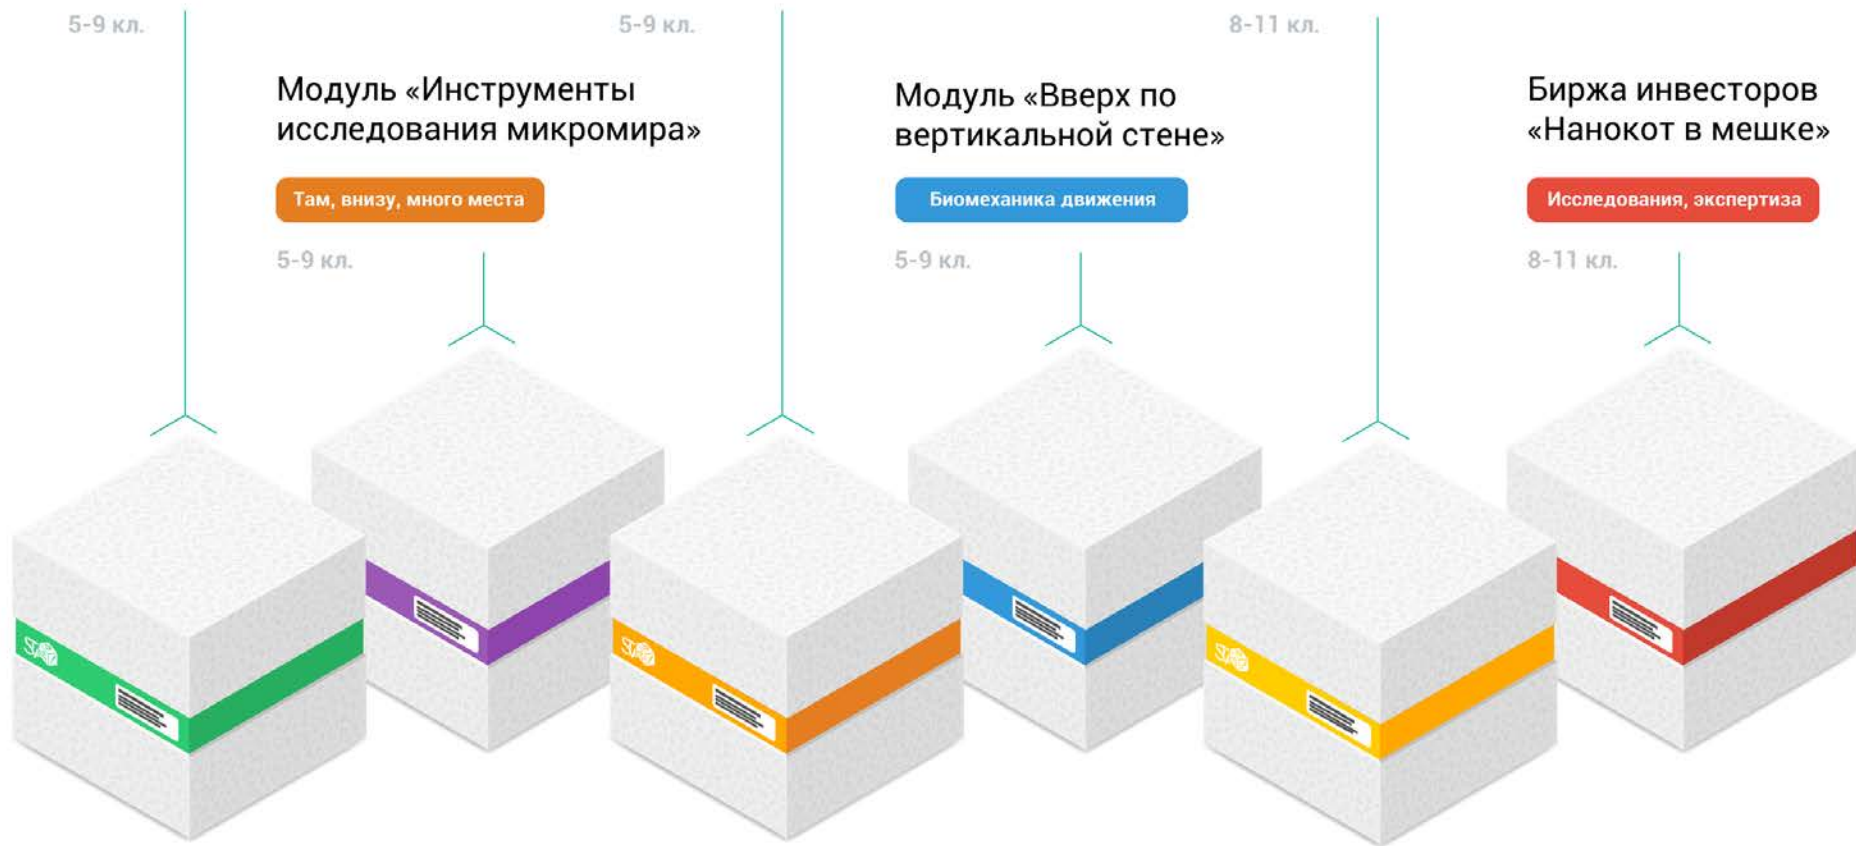 5-9 кл.
5-9 кл.
8-11 кл.
Модуль «Инструменты
исследования микромира»
Там, внизу, много места
5-9 кл.
Модуль «Вверх по
вертикальной стене»
Биомеханика движения
5-9 кл.
Биржа инвесторов
«Нанокот в мешке»
Исследования, экспертиза
8-11 кл.